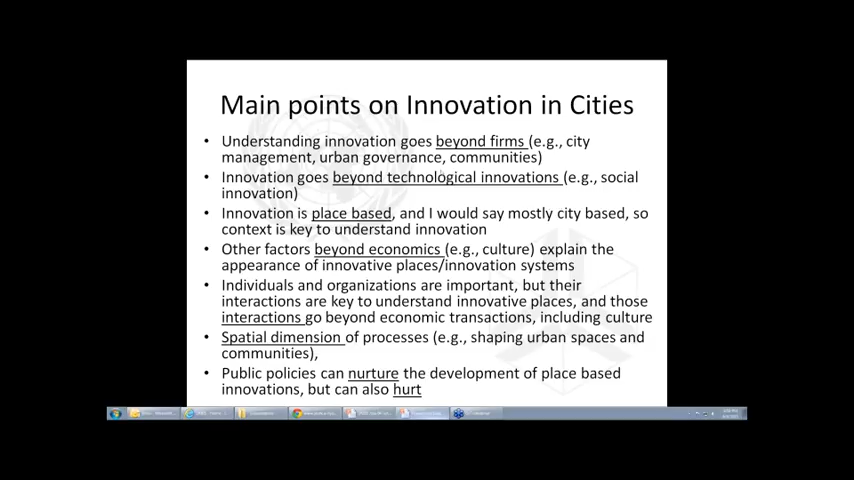 Main points on Innovation in Cities
• Understanding innovation goes beyond firms (e.g., city
management, urban governance, communities)
• Innovation goes beyond technological innovations (e.g., social
innovation)
• Innovation is place based, and I would say mostly city based, so
context is key to understand innovation
• Other factors beyond economics (e.g., culture) explain the
appearance of innovative places/innovation systems
• Individuals and organizations are important, but their
interactions are key to understand innovative places, and those
interactions go beyond economic transactions, including culture
• Spatial dimension of processes (e.g., shaping urban spaces and
communities),
• Public policies can nurture the development of place based
innovations, but can also hurt